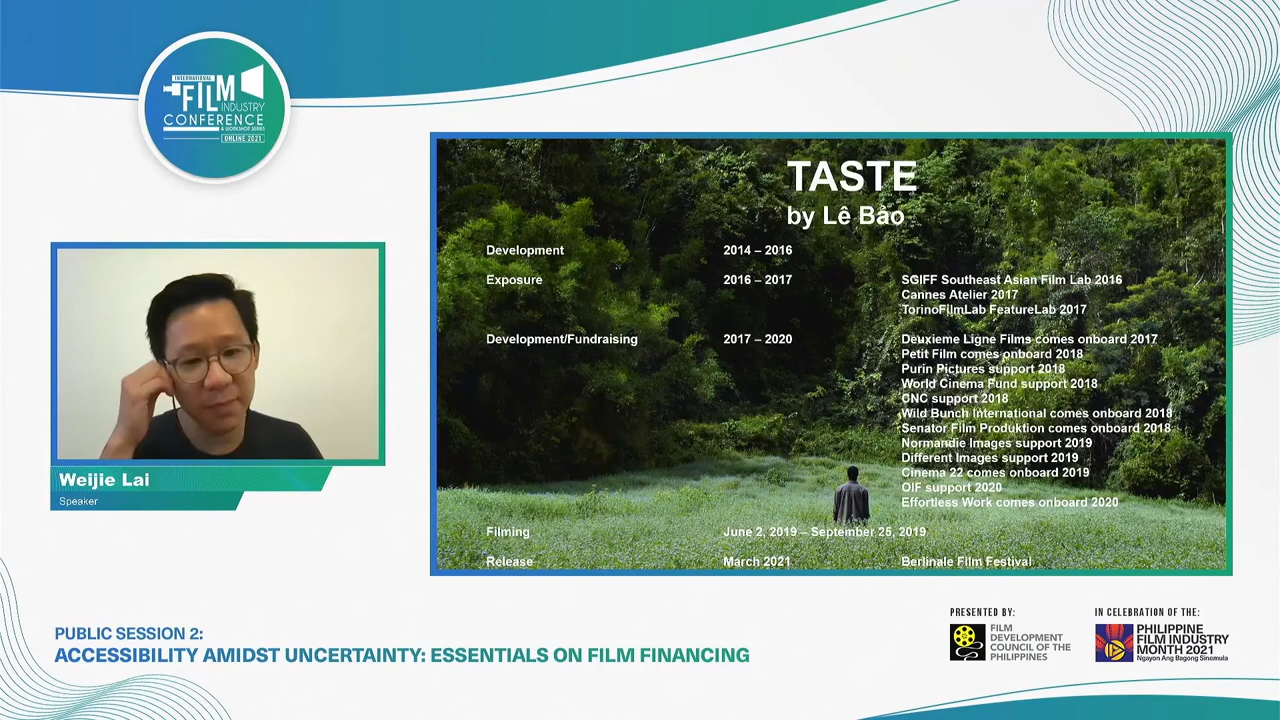 INTERNATIONAL
FILM
INDUSTRY
CONFERENCE
& WORKSHOP SERIES
ONLINE 2021
TASTE
by Lê Bảo
Development 2014 – 2016
Exposure 2016 – 2017 SGIFF Southeast Asian Film Lab 2016
Cannes Atelier 2017
TorinoFilmLab FeatureLab 2017
Development/Fundraising 2017 – 2020 Deuxieme Ligne Films comes onboard 2017
Petit Film comes onboard 2018
Purin Pictures support 2018
World Cinema Fund support 2018
CNC support 2018
Wild Bunch International comes onboard 2018
Senator Film Produktion comes onboard 2018
Normandie Images support 2019
Different Images support 2019
Cinema 22 comes onboard 2019
OIF support 2020
Effortless Work comes onboard 2020
Filming June 2, 2019 – September 25, 2019
Release March 2021 Berlinale Film Festival
Weijie Lai
Speaker
PUBLIC SESSION 2:
ACCESSIBILITY AMIDST UNCERTAINTY: ESSENTIALS ON FILM FINANCING
PRESENTED BY:
FILM
DEVELOPMENT
COUNCIL OF THE
PHILIPPINES
IN CELEBRATION OF THE:
PHILIPPINE
FILM INDUSTRY
MONTH 2021
Ngayon Ang Bagong Sinemula